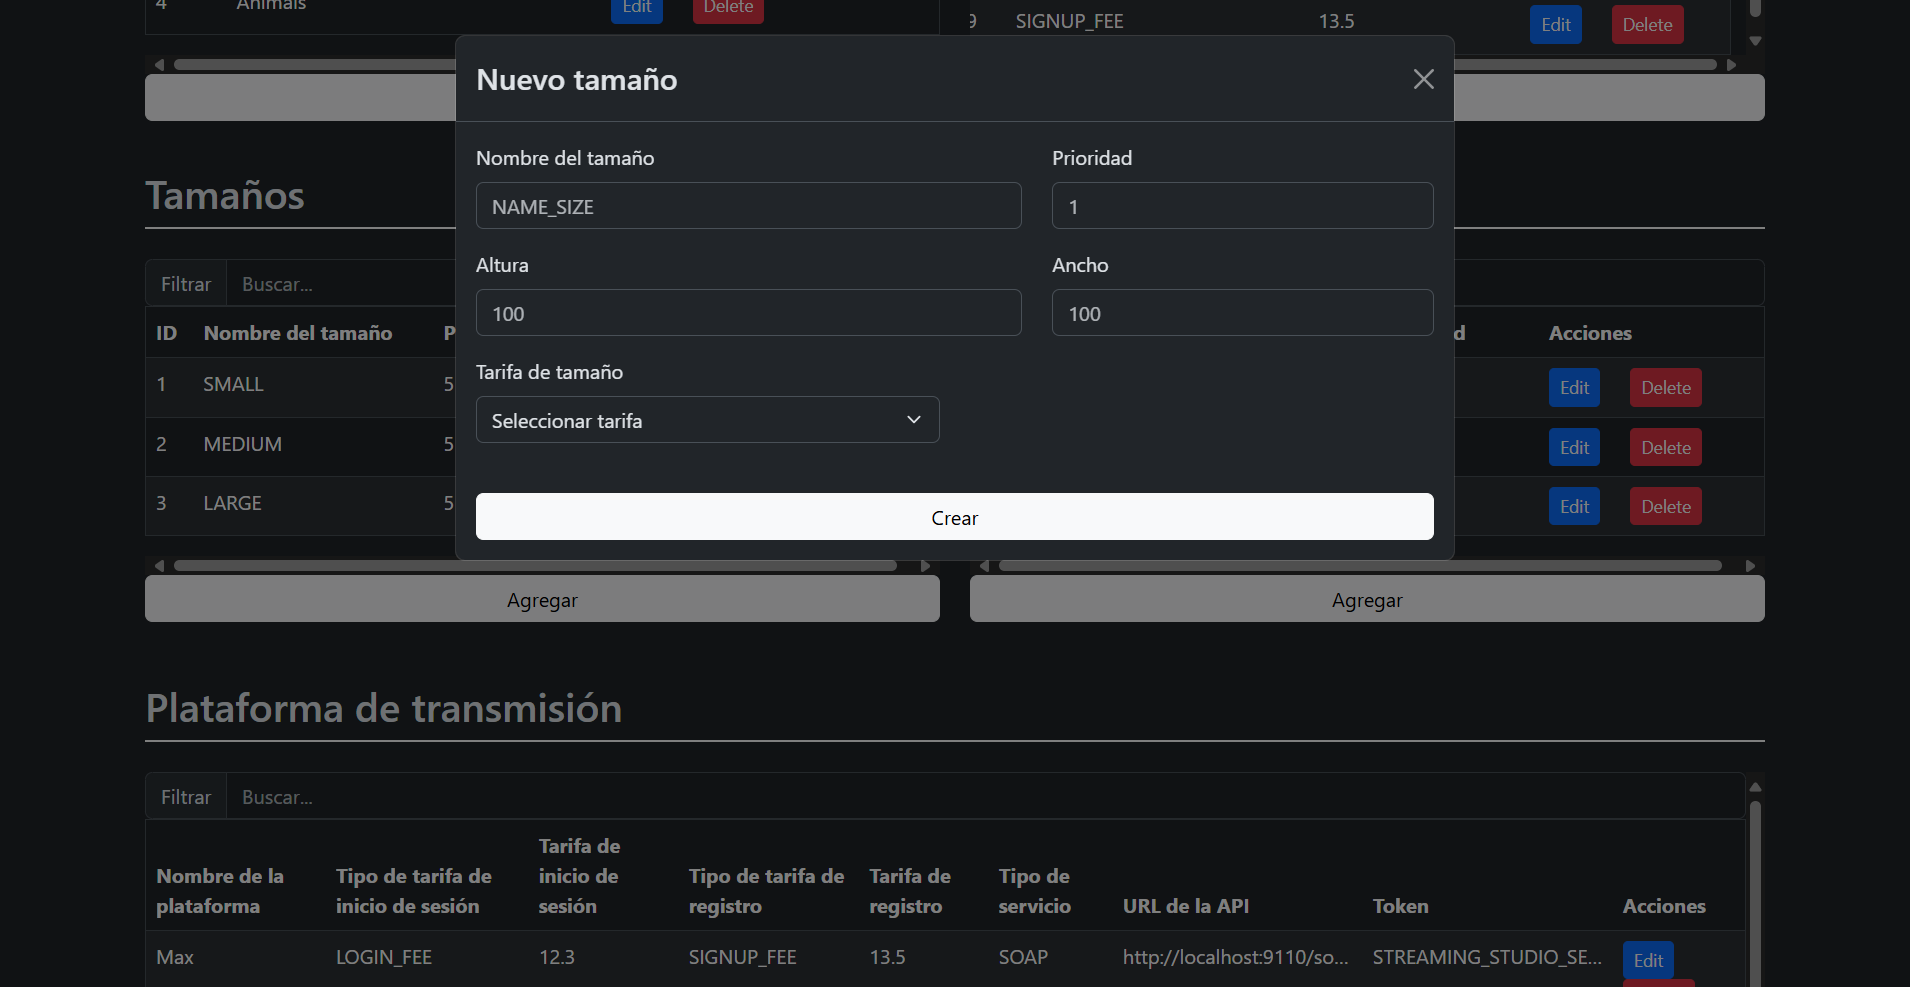 4 Animals Edit Delete
9 SIGNUP_FEE 13.5 Edit Delete
Nuevo tamaño
Nombre del tamaño Prioridad
NAME_SIZE 1
Altura Ancho
100 100
Tarifa de tamaño
Seleccionar tarifa
Crear
Tamaños
Filtrar Buscar...
ID Nombre del tamaño P d Acciones
1 SMALL 5 Edit Delete
2 MEDIUM 5 Edit Delete
3 LARGE 5 Edit Delete
Agregar Agregar
Plataforma de transmisión
Filtrar Buscar...
Nombre de la plataforma Tipo de tarifa de inicio de sesión Tarifa de inicio de sesión Tipo de tarifa de registro Tarifa de registro Tipo de servicio URL de la API Token Acciones
Max LOGIN_FEE 12.3 SIGNUP_FEE 13.5 SOAP http://localhost:9110/so... STREAMING_STUDIO_SE... Edit